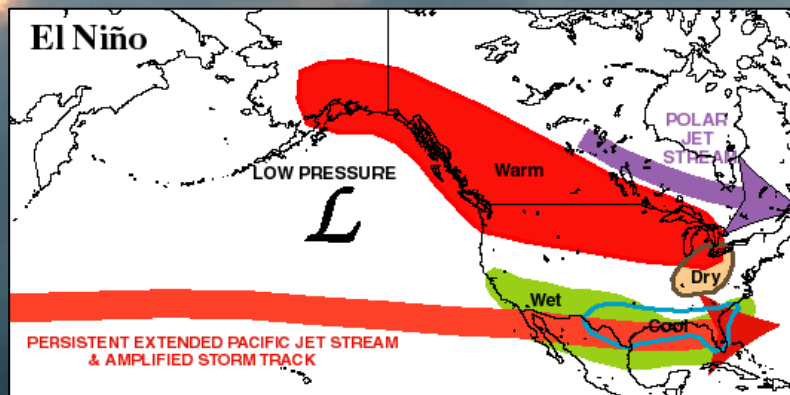 El Niño
POLAR
JET
STREAM
LOW PRESSURE
L
Warm
Dry
Wet
Cool
PERSISTENT EXTENDED PACIFIC JET STREAM
& AMPLIFIED STORM TRACK